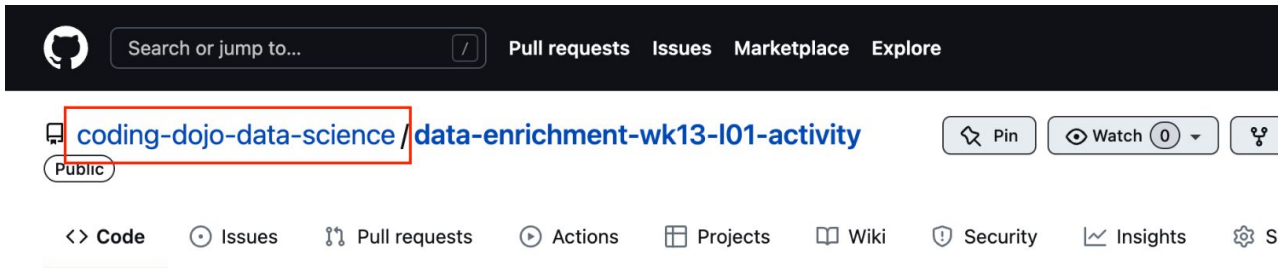 Search or jump to... / Pull requests Issues Marketplace Explore
coding-dojo-data-science / data-enrichment-wk13-l01-activity Pin Watch 0
Public
<> Code Issues Pull requests Actions Projects Wiki Security Insights S